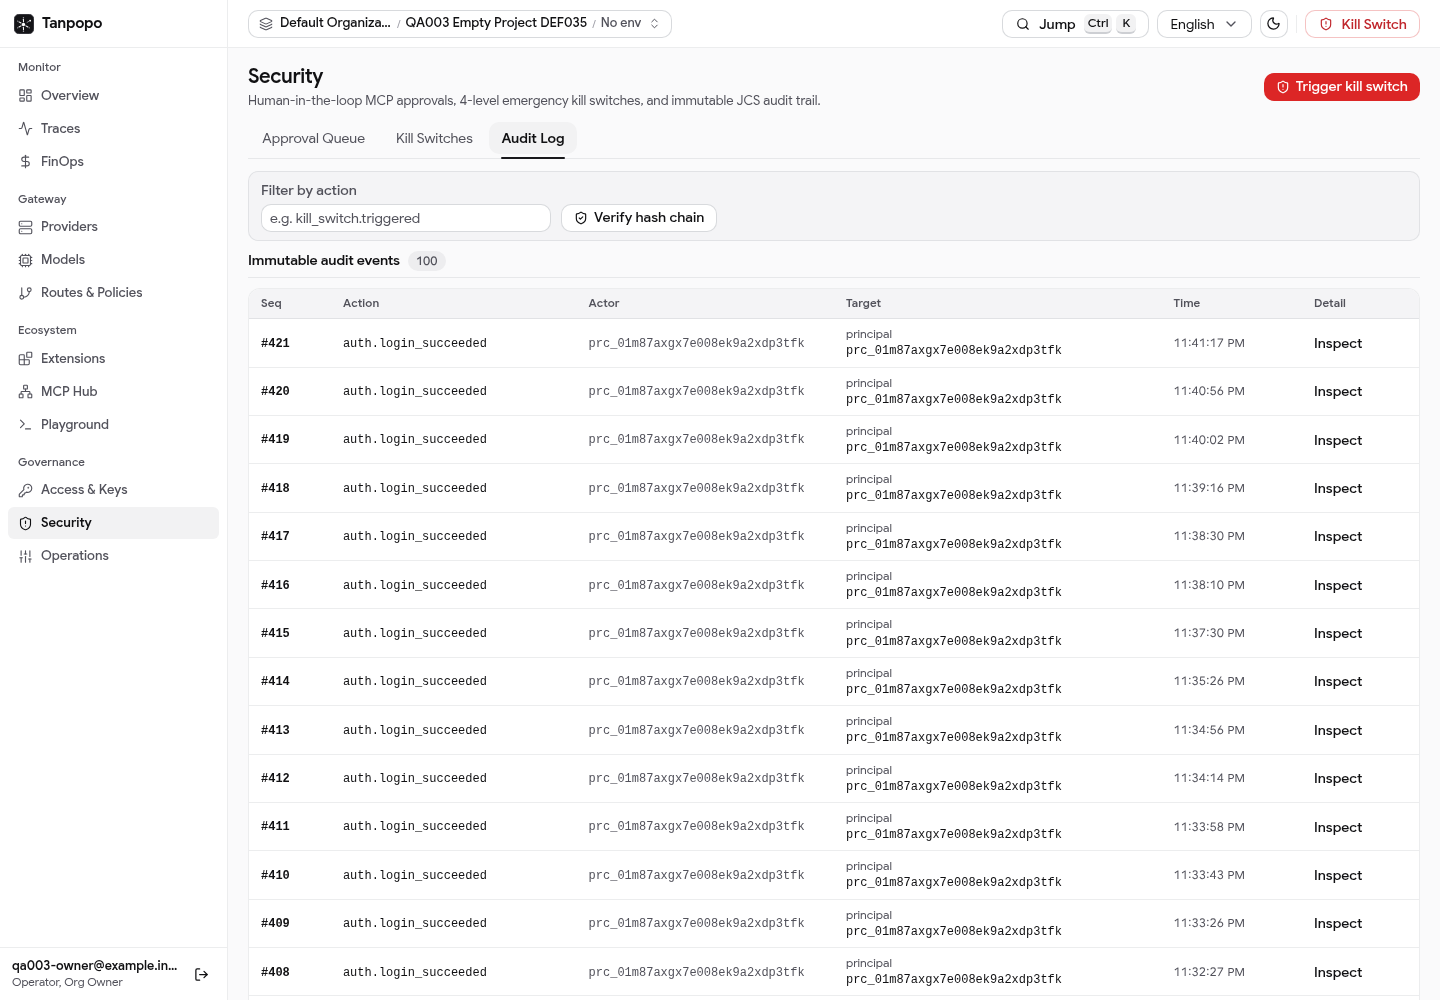 Tanpopo
Default Organiza... / QA003 Empty Project DEF035 / No env
Jump Ctrl K
English
Kill Switch
Monitor
Overview
Traces
FinOps
Gateway
Providers
Models
Routes & Policies
Ecosystem
Extensions
MCP Hub
Playground
Governance
Access & Keys
Security
Operations
qa003-owner@example.in...
Operator, Org Owner
Security
Human-in-the-loop MCP approvals, 4-level emergency kill switches, and immutable JCS audit trail.
Trigger kill switch
Approval Queue Kill Switches Audit Log
Filter by action
e.g. kill_switch.triggered
Verify hash chain
Immutable audit events 100
Seq Action Actor Target Time Detail
#421 auth.login_succeeded prc_01m87axgx7e008ek9a2xdp3tfk principal 11:41:17 PM Inspect
prc_01m87axgx7e008ek9a2xdp3tfk
#420 auth.login_succeeded prc_01m87axgx7e008ek9a2xdp3tfk principal 11:40:56 PM Inspect
prc_01m87axgx7e008ek9a2xdp3tfk
#419 auth.login_succeeded prc_01m87axgx7e008ek9a2xdp3tfk principal 11:40:02 PM Inspect
prc_01m87axgx7e008ek9a2xdp3tfk
#418 auth.login_succeeded prc_01m87axgx7e008ek9a2xdp3tfk principal 11:39:16 PM Inspect
prc_01m87axgx7e008ek9a2xdp3tfk
#417 auth.login_succeeded prc_01m87axgx7e008ek9a2xdp3tfk principal 11:38:30 PM Inspect
prc_01m87axgx7e008ek9a2xdp3tfk
#416 auth.login_succeeded prc_01m87axgx7e008ek9a2xdp3tfk principal 11:38:10 PM Inspect
prc_01m87axgx7e008ek9a2xdp3tfk
#415 auth.login_succeeded prc_01m87axgx7e008ek9a2xdp3tfk principal 11:37:30 PM Inspect
prc_01m87axgx7e008ek9a2xdp3tfk
#414 auth.login_succeeded prc_01m87axgx7e008ek9a2xdp3tfk principal 11:35:26 PM Inspect
prc_01m87axgx7e008ek9a2xdp3tfk
#413 auth.login_succeeded prc_01m87axgx7e008ek9a2xdp3tfk principal 11:34:56 PM Inspect
prc_01m87axgx7e008ek9a2xdp3tfk
#412 auth.login_succeeded prc_01m87axgx7e008ek9a2xdp3tfk principal 11:34:14 PM Inspect
prc_01m87axgx7e008ek9a2xdp3tfk
#411 auth.login_succeeded prc_01m87axgx7e008ek9a2xdp3tfk principal 11:33:58 PM Inspect
prc_01m87axgx7e008ek9a2xdp3tfk
#410 auth.login_succeeded prc_01m87axgx7e008ek9a2xdp3tfk principal 11:33:43 PM Inspect
prc_01m87axgx7e008ek9a2xdp3tfk
#409 auth.login_succeeded prc_01m87axgx7e008ek9a2xdp3tfk principal 11:33:26 PM Inspect
prc_01m87axgx7e008ek9a2xdp3tfk
#408 auth.login_succeeded prc_01m87axgx7e008ek9a2xdp3tfk principal 11:32:27 PM Inspect
prc_01m87axgx7e008ek9a2xdp3tfk